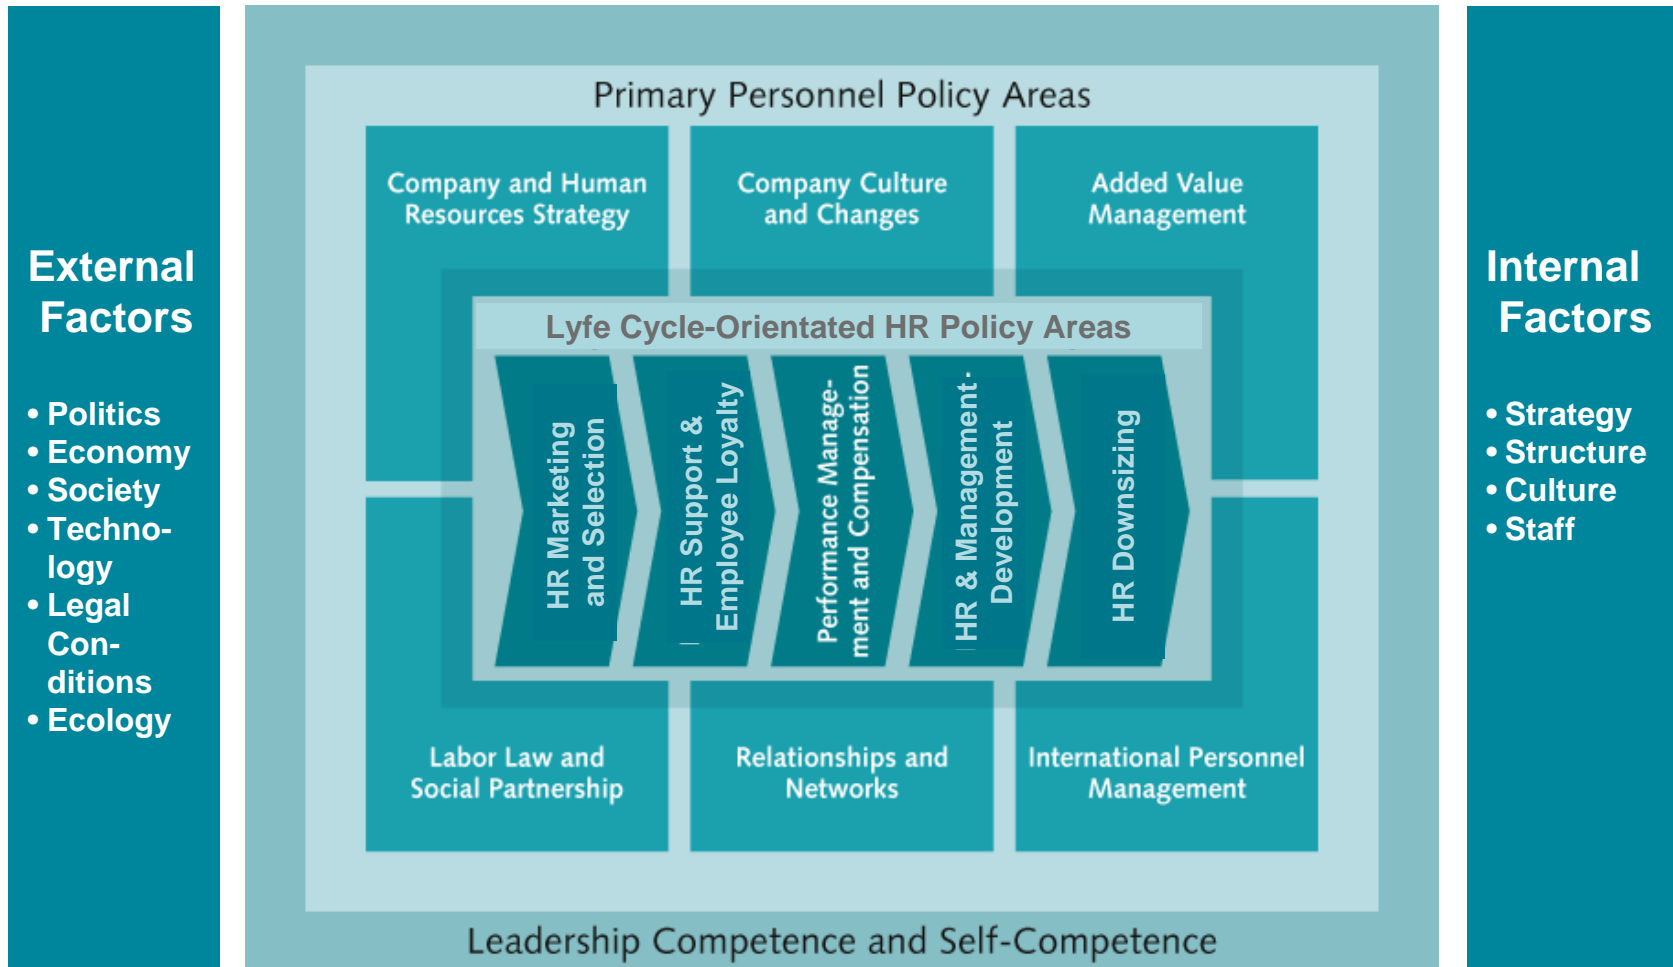 External
Factors
• Politics
• Economy
• Society
• Techno-
logy
• Legal
Con-
ditions
• Ecology
Primary Personnel Policy Areas
Company and Human
Resources Strategy
Company Culture
and Changes
Added Value
Management
Lyfe Cycle-Orientated HR Policy Areas
HR Marketing
and Selection
HR Support &
Employee Loyalty
Performance Manage-
ment and Compensation
HR & Management-
Development
HR Downsizing
Labor Law and
Social Partnership
Relationships and
Networks
International Personnel
Management
Leadership Competence and Self-Competence
Internal
Factors
• Strategy
• Structure
• Culture
• Staff